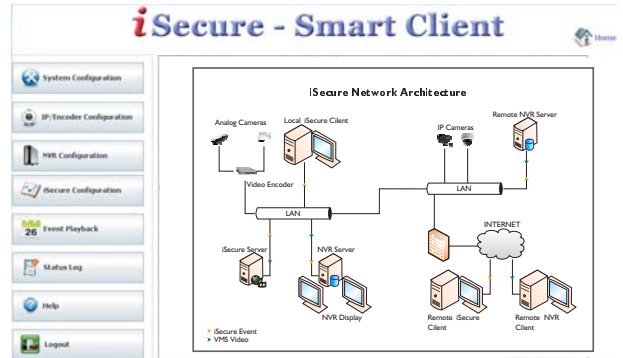 iSecure - Smart Client
Home
System Configuration
IP/Encoder Configuration
NVR Configuration
iSecure Configuration
Event Playback
26
Status Log
Help
Logout
iSecure Network Architecture
Analog Cameras
Local iSecure Cilent
IP Cameras
Remote NVR Server
Video Encoder
LAN
LAN
INTERNET
iSecure Server
NVR Server
NVR Display
Remote iSecure
Cilent
Remote NVR
Cilent
iSecure Event
VMS Video